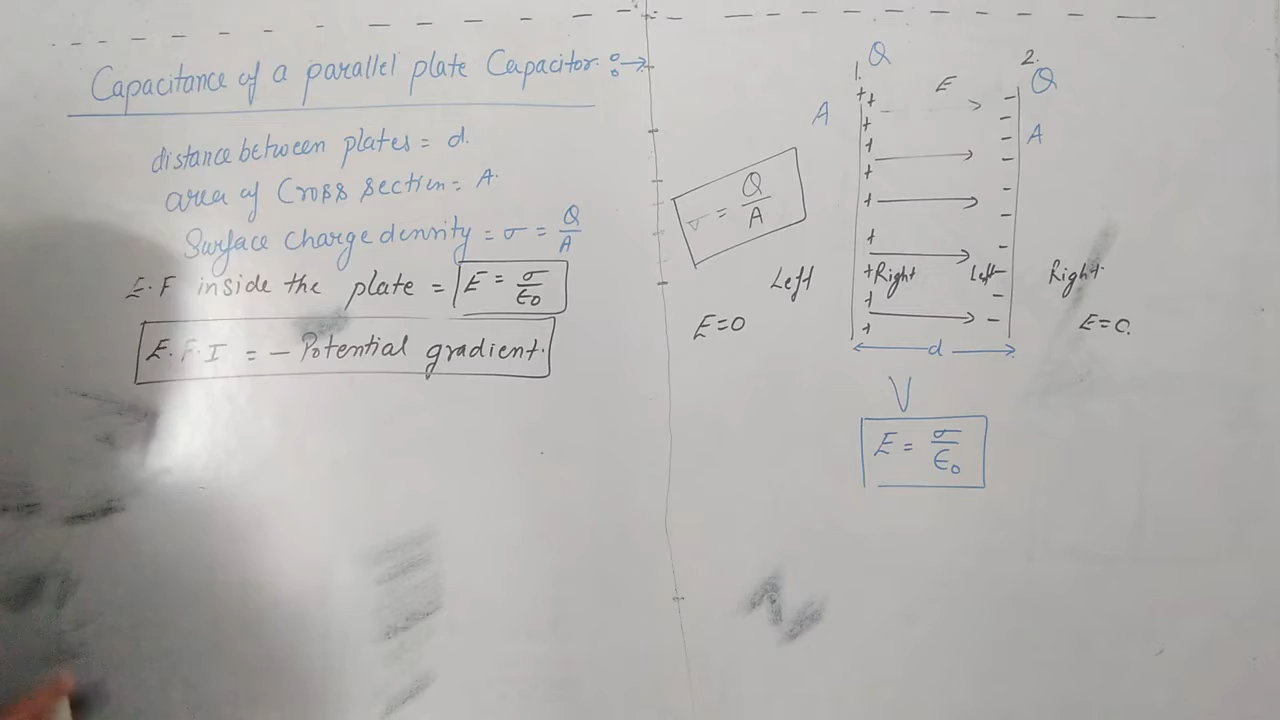 Capacitance of a parallel plate Capacitor :→
distance between plates = d.
area of Cross section = A.
Surface Charge density = σ = Q/A
E.F inside the plate = E = σ/ϵ0
E.F.I = - Potential gradient.
1. Q
2. Q
E
A
A
σ = Q/A
Left
Right
Left
Right.
E=0
E=0.
d
V
E = σ/ϵ0